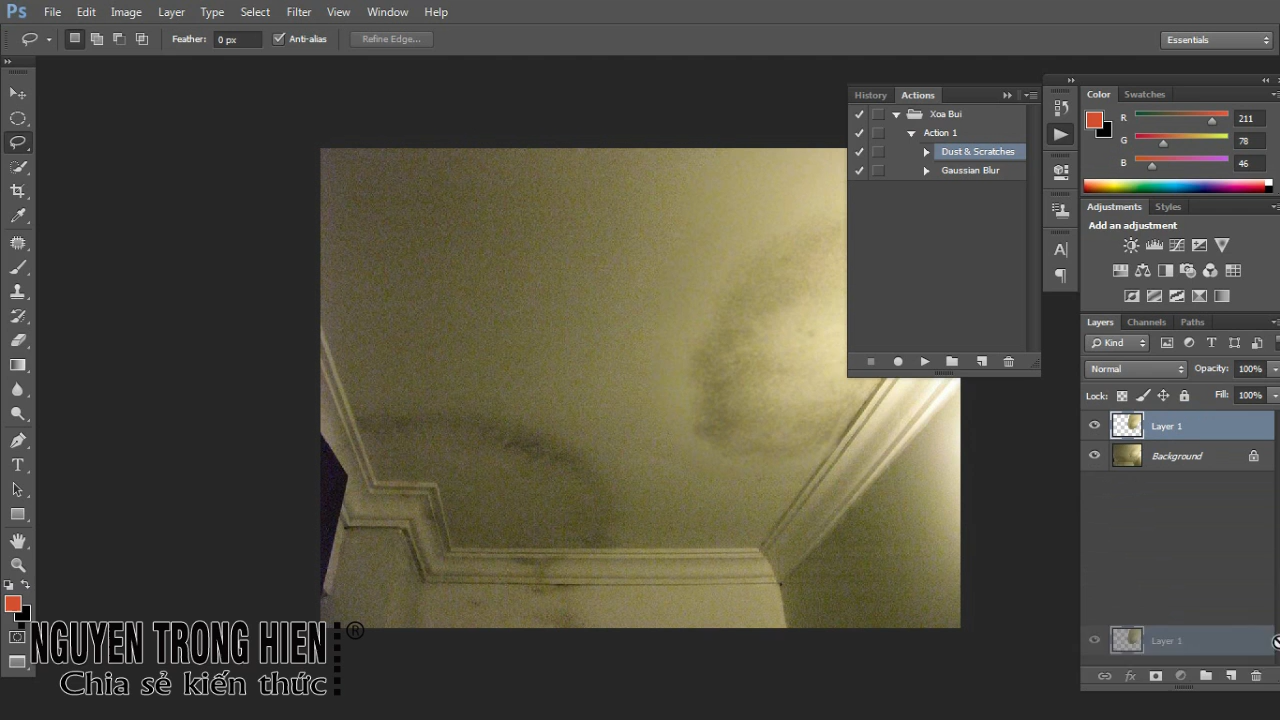 Ps File Edit Image Layer Type Select Filter View Window Help
Feather: 0 px Anti-alias Refine Edge... Essentials
History Actions
Xoa Bui
Action 1
Dust & Scratches
Gaussian Blur
Color Swatches
R 211
G 78
B 46
Adjustments Styles
Add an adjustment
Layers Channels Paths
Kind
Normal Opacity: 100%
Lock: Fill: 100%
Layer 1
Background
Layer 1
NGUYEN TRONG HIEN ®
Chia sẻ kiến thức